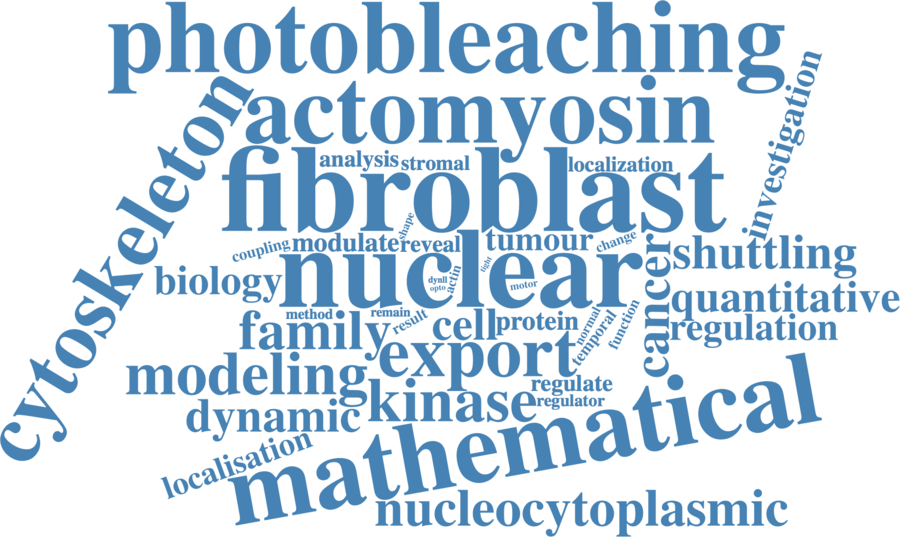 photobleaching
investigation
actomyosin
cytoskeleton
fibroblast
analysis
stromal
localization
shape
coupling
modulate
reveal
tumour
change
nuclear
light
dynll
opto
actin
motor
cancer
shuttling
biology
quantitative
method
remain
result
family
cell
protein
normal
temporal
function
regulation
export
modeling
kinase
regulate
regulator
dynamic
mathematical
localisation
nucleocytoplasmic